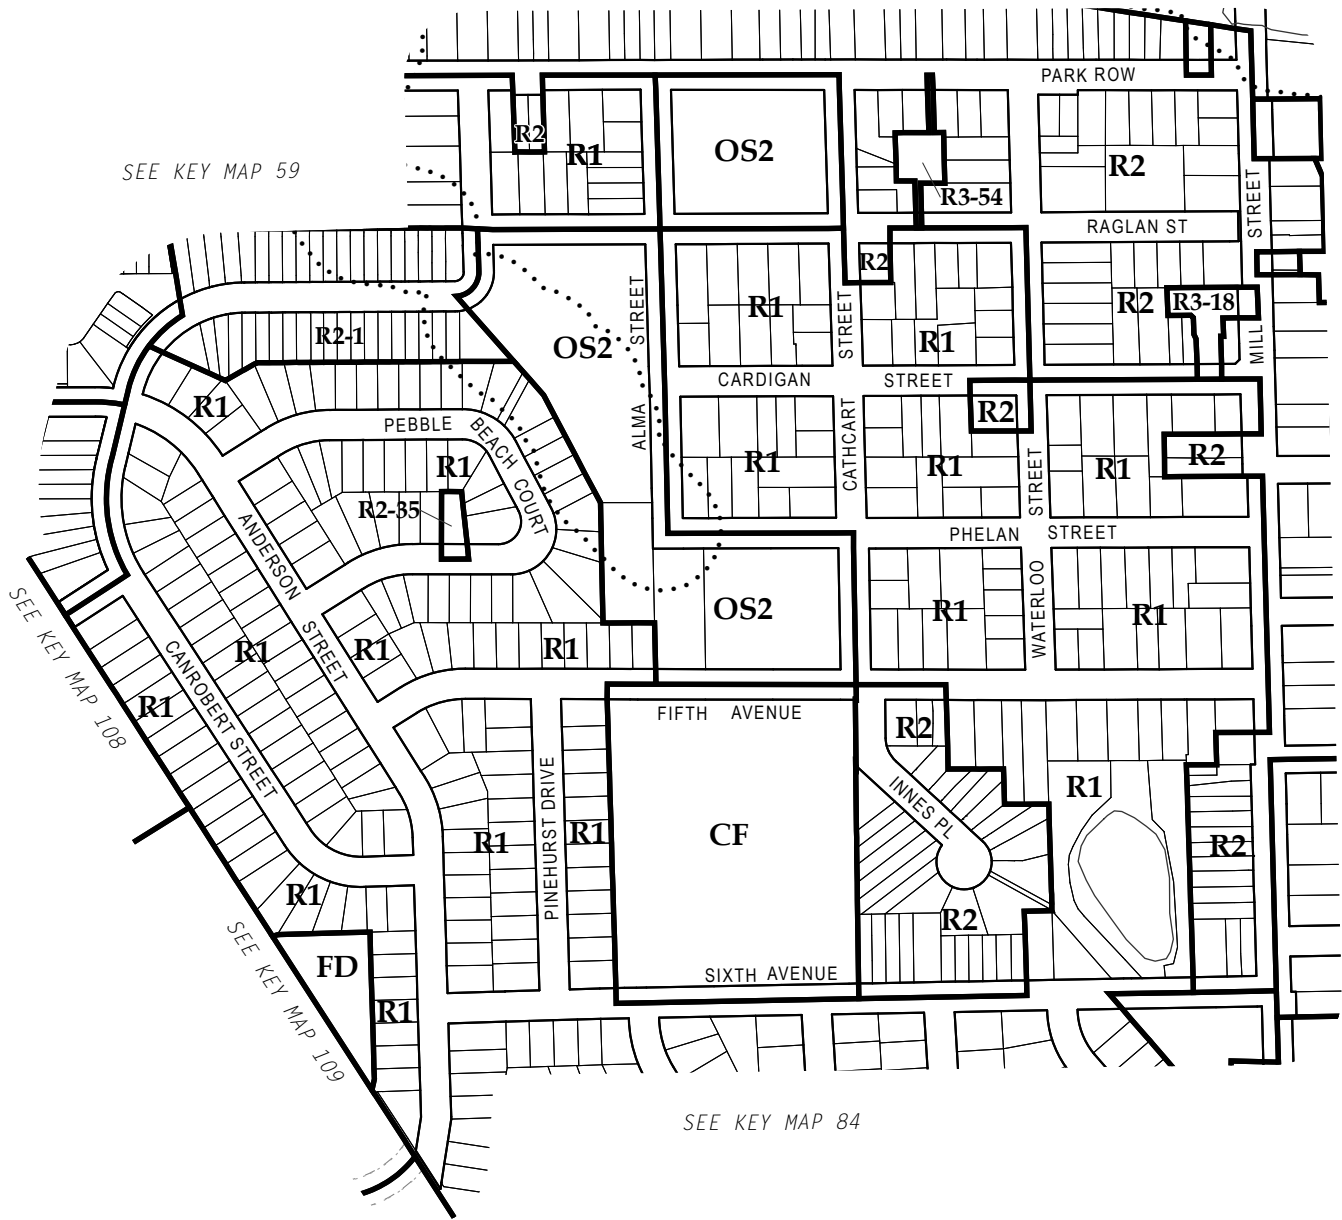 PARK ROW
R2
R1
OS2
R2
SEE KEY MAP 59
R3-54
STREET
RAGLAN ST
R2
OS2
STREET
R1
STREET
R1
R2
R3-18
MILL
R2-1
CARDIGAN STREET
R1
PEBBLE BEACH COURT
ALMA
R2
R1
R1
CATHCART
R1
R1
R2
R2-35
STREET
ANDERSON STREET
PHELAN STREET
WATERLOO
OS2
R1
R1
R1
R1
R1
SEE KEY MAP 108
R1
CANROBERT STREET
FIFTH AVENUE
R2
PINEHURST DRIVE
INNES PL
R1
R1
R1
CF
R2
R1
R2
SEE KEY MAP 109
FD
SIXTH AVENUE
R1
SEE KEY MAP 84